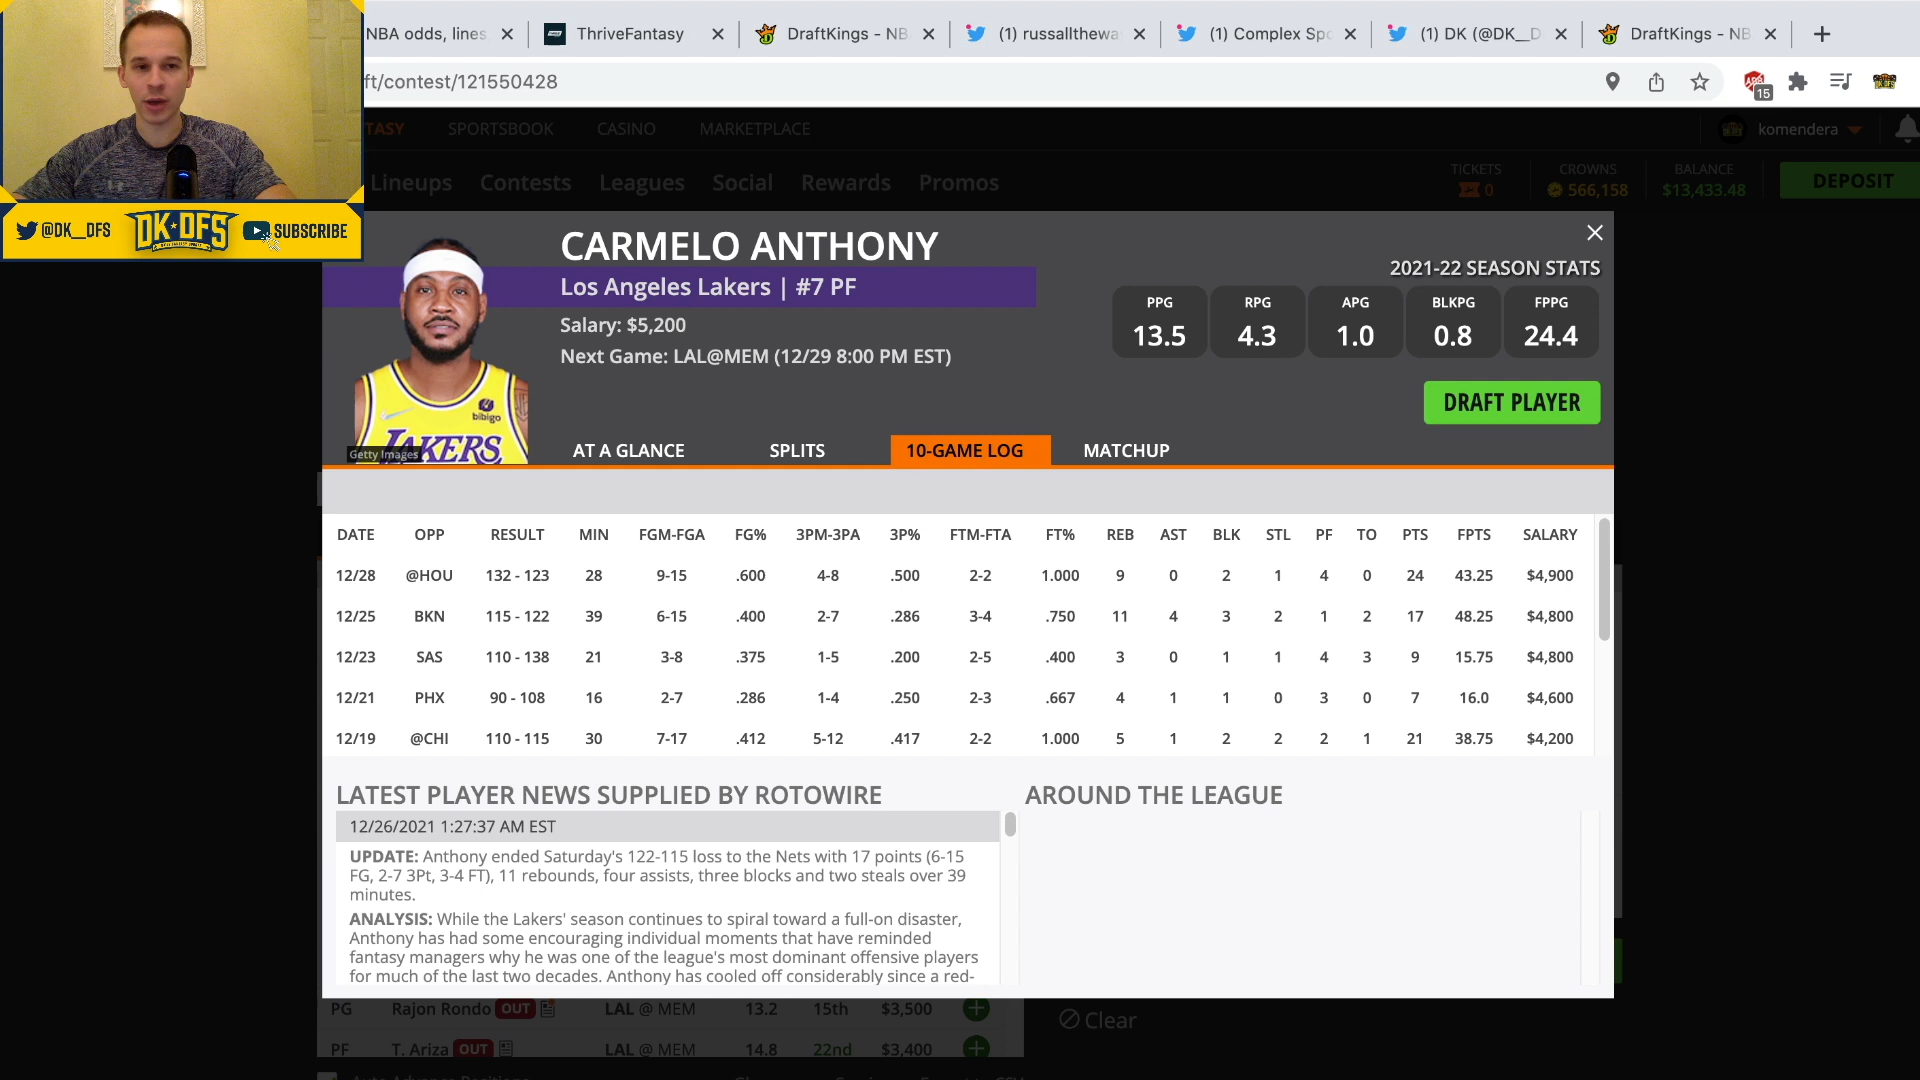 NBA odds, lines
ThriveFantasy
DraftKings - NB
(1) russallthewa
(1) Complex Spo
(1) DK (@DK__D
DraftKings - NB
ft/contest/121550428
15
TASY
SPORTSBOOK
CASINO
MARKETPLACE
komendera
Lineups
Contests
Leagues
Social
Rewards
Promos
TICKETS
0
CROWNS
566,158
BALANCE
$13,433.48
DEPOSIT
@DK__DFS
DK DFS
SUBSCRIBE
CARMELO ANTHONY
Los Angeles Lakers | #7 PF
Salary: $5,200
Next Game: LAL@MEM (12/29 8:00 PM EST)
2021-22 SEASON STATS
PPG RPG APG BLKPG FPPG
13.5 4.3 1.0 0.8 24.4
DRAFT PLAYER
bibigo
LAKERS
Getty Images
AT A GLANCE
SPLITS
10-GAME LOG
MATCHUP
DATE OPP RESULT MIN FGM-FGA FG% 3PM-3PA 3P% FTM-FTA FT% REB AST BLK STL PF TO PTS FPTS SALARY
12/28 @HOU 132 - 123 28 9-15 .600 4-8 .500 2-2 1.000 9 0 2 1 4 0 24 43.25 $4,900
12/25 BKN 115 - 122 39 6-15 .400 2-7 .286 3-4 .750 11 4 3 2 1 2 17 48.25 $4,800
12/23 SAS 110 - 138 21 3-8 .375 1-5 .200 2-5 .400 3 0 1 1 4 3 9 15.75 $4,800
12/21 PHX 90 - 108 16 2-7 .286 1-4 .250 2-3 .667 4 1 1 0 3 0 7 16.0 $4,600
12/19 @CHI 110 - 115 30 7-17 .412 5-12 .417 2-2 1.000 5 1 2 2 2 1 21 38.75 $4,200
LATEST PLAYER NEWS SUPPLIED BY ROTOWIRE
12/26/2021 1:27:37 AM EST
UPDATE: Anthony ended Saturday's 122-115 loss to the Nets with 17 points (6-15
FG, 2-7 3Pt, 3-4 FT), 11 rebounds, four assists, three blocks and two steals over 39
minutes.
ANALYSIS: While the Lakers' season continues to spiral toward a full-on disaster,
Anthony has had some encouraging individual moments that have reminded
fantasy managers why he was one of the league's most dominant offensive players
for much of the last two decades. Anthony has cooled off considerably since a red-
AROUND THE LEAGUE
PG Rajon Rondo OUT LAL @ MEM 13.2 15th $3,500
PF T. Ariza OUT LAL @ MEM 14.8 22nd $3,400
Clear